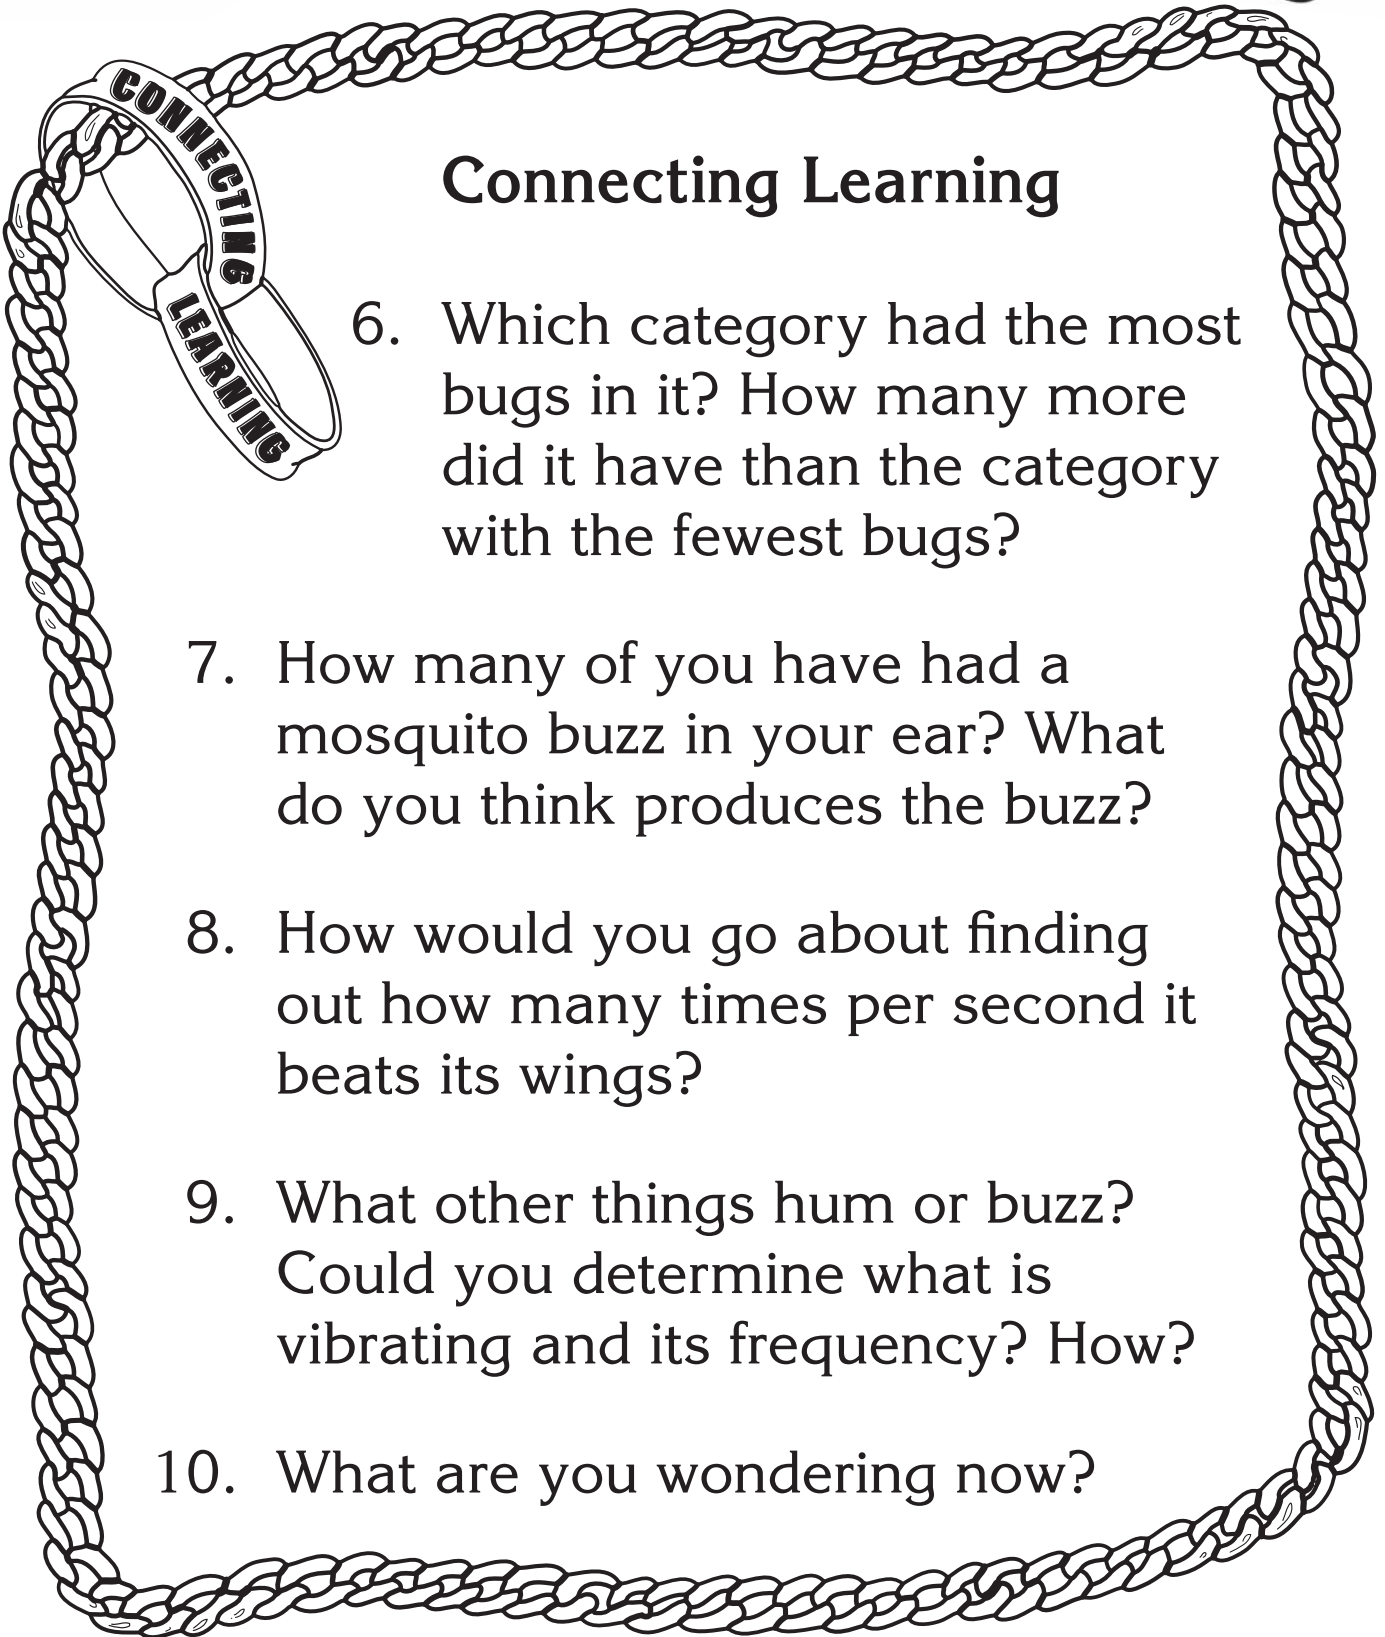 CONNECTING
LEARNING
Connecting Learning
6. Which category had the most
bugs in it? How many more
did it have than the category
with the fewest bugs?
7. How many of you have had a
mosquito buzz in your ear? What
do you think produces the buzz?
8. How would you go about finding
out how many times per second it
beats its wings?
9. What other things hum or buzz?
Could you determine what is
vibrating and its frequency? How?
10. What are you wondering now?